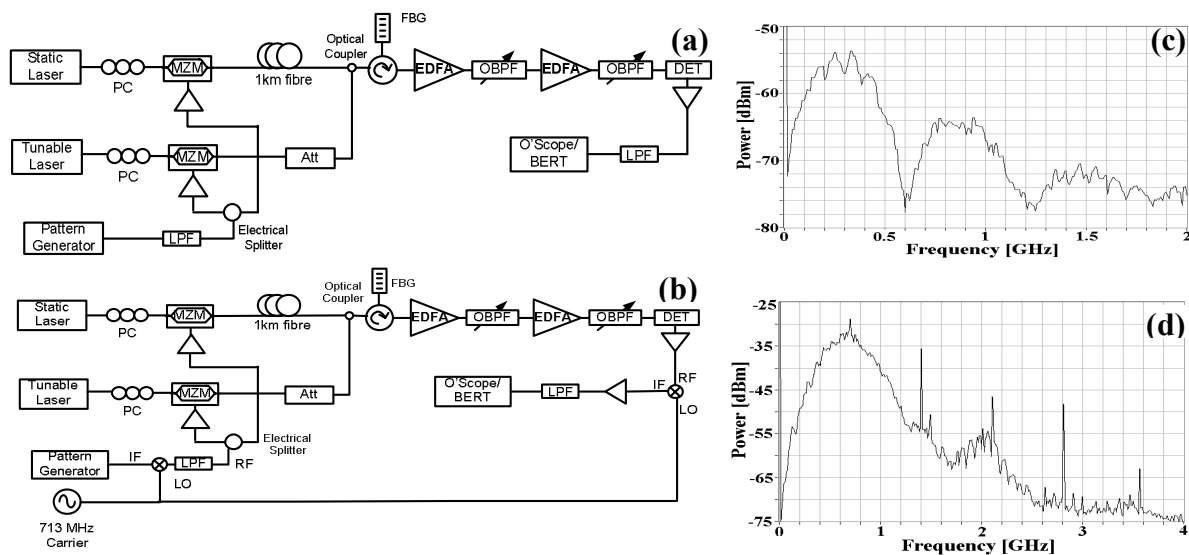 (a)
FBG
Optical
Coupler
Static
Laser
PC
MZM
1km fibre
EDFA
OBPF
EDFA
OBPF
DET
Tunable
Laser
PC
MZM
Att
O'Scope/
BERT
LPF
Pattern
Generator
LPF
Electrical
Splitter
(b)
FBG
Optical
Coupler
Static
Laser
PC
MZM
1km fibre
EDFA
OBPF
EDFA
OBPF
DET
Tunable
Laser
PC
MZM
Att
O'Scope/
BERT
LPF
IF
RF
LO
Electrical
Splitter
Pattern
Generator
IF
LPF
RF
LO
713 MHz
Carrier
(c)
Power [dBm]
-50
-60
-70
-80
0
0.5
1
1.5
2
Frequency [GHz]
(d)
Power [dBm]
-25
-35
-45
-55
-65
-75
0
1
2
3
4
Frequency [GHz]